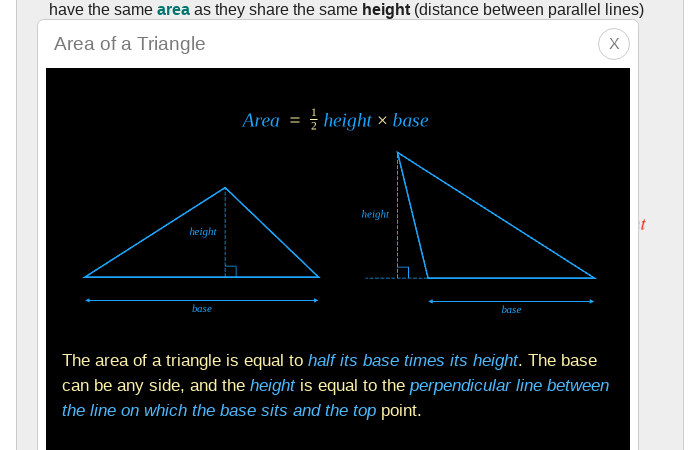 have the same area as they share the same height (distance between parallel lines)
Area of a Triangle
X
Area = 1/2 height × base
height
height
t
base
base
The area of a triangle is equal to half its base times its height. The base
can be any side, and the height is equal to the perpendicular line between
the line on which the base sits and the top point.